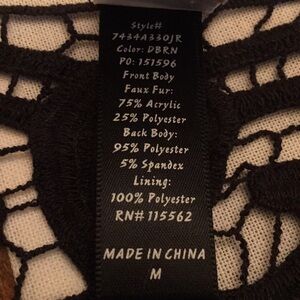 Style#
7434A330JR
Color: DBRN
PO: 151596
Front Body
Faux Fur:
75% Acrylic
25% Polyester
Back Body:
95% Polyester
5% Spandex
Lining:
100% Polyester
RN# 115562
MADE IN CHINA
M